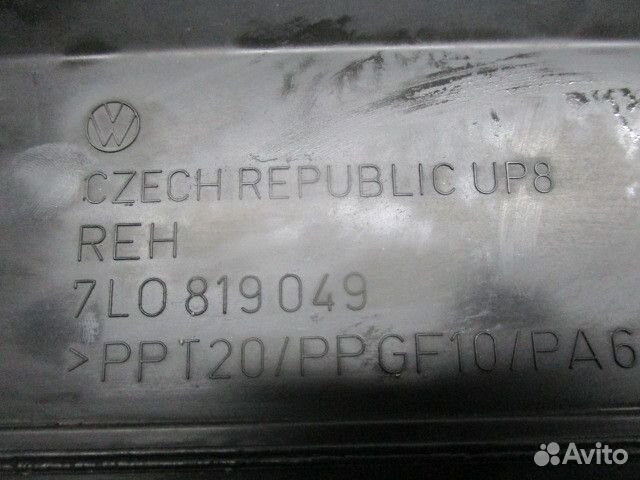 CZECH REPUBLIC UP8
REH
7L0 819 049
>PPT20/PPGF10/PA6
Avito